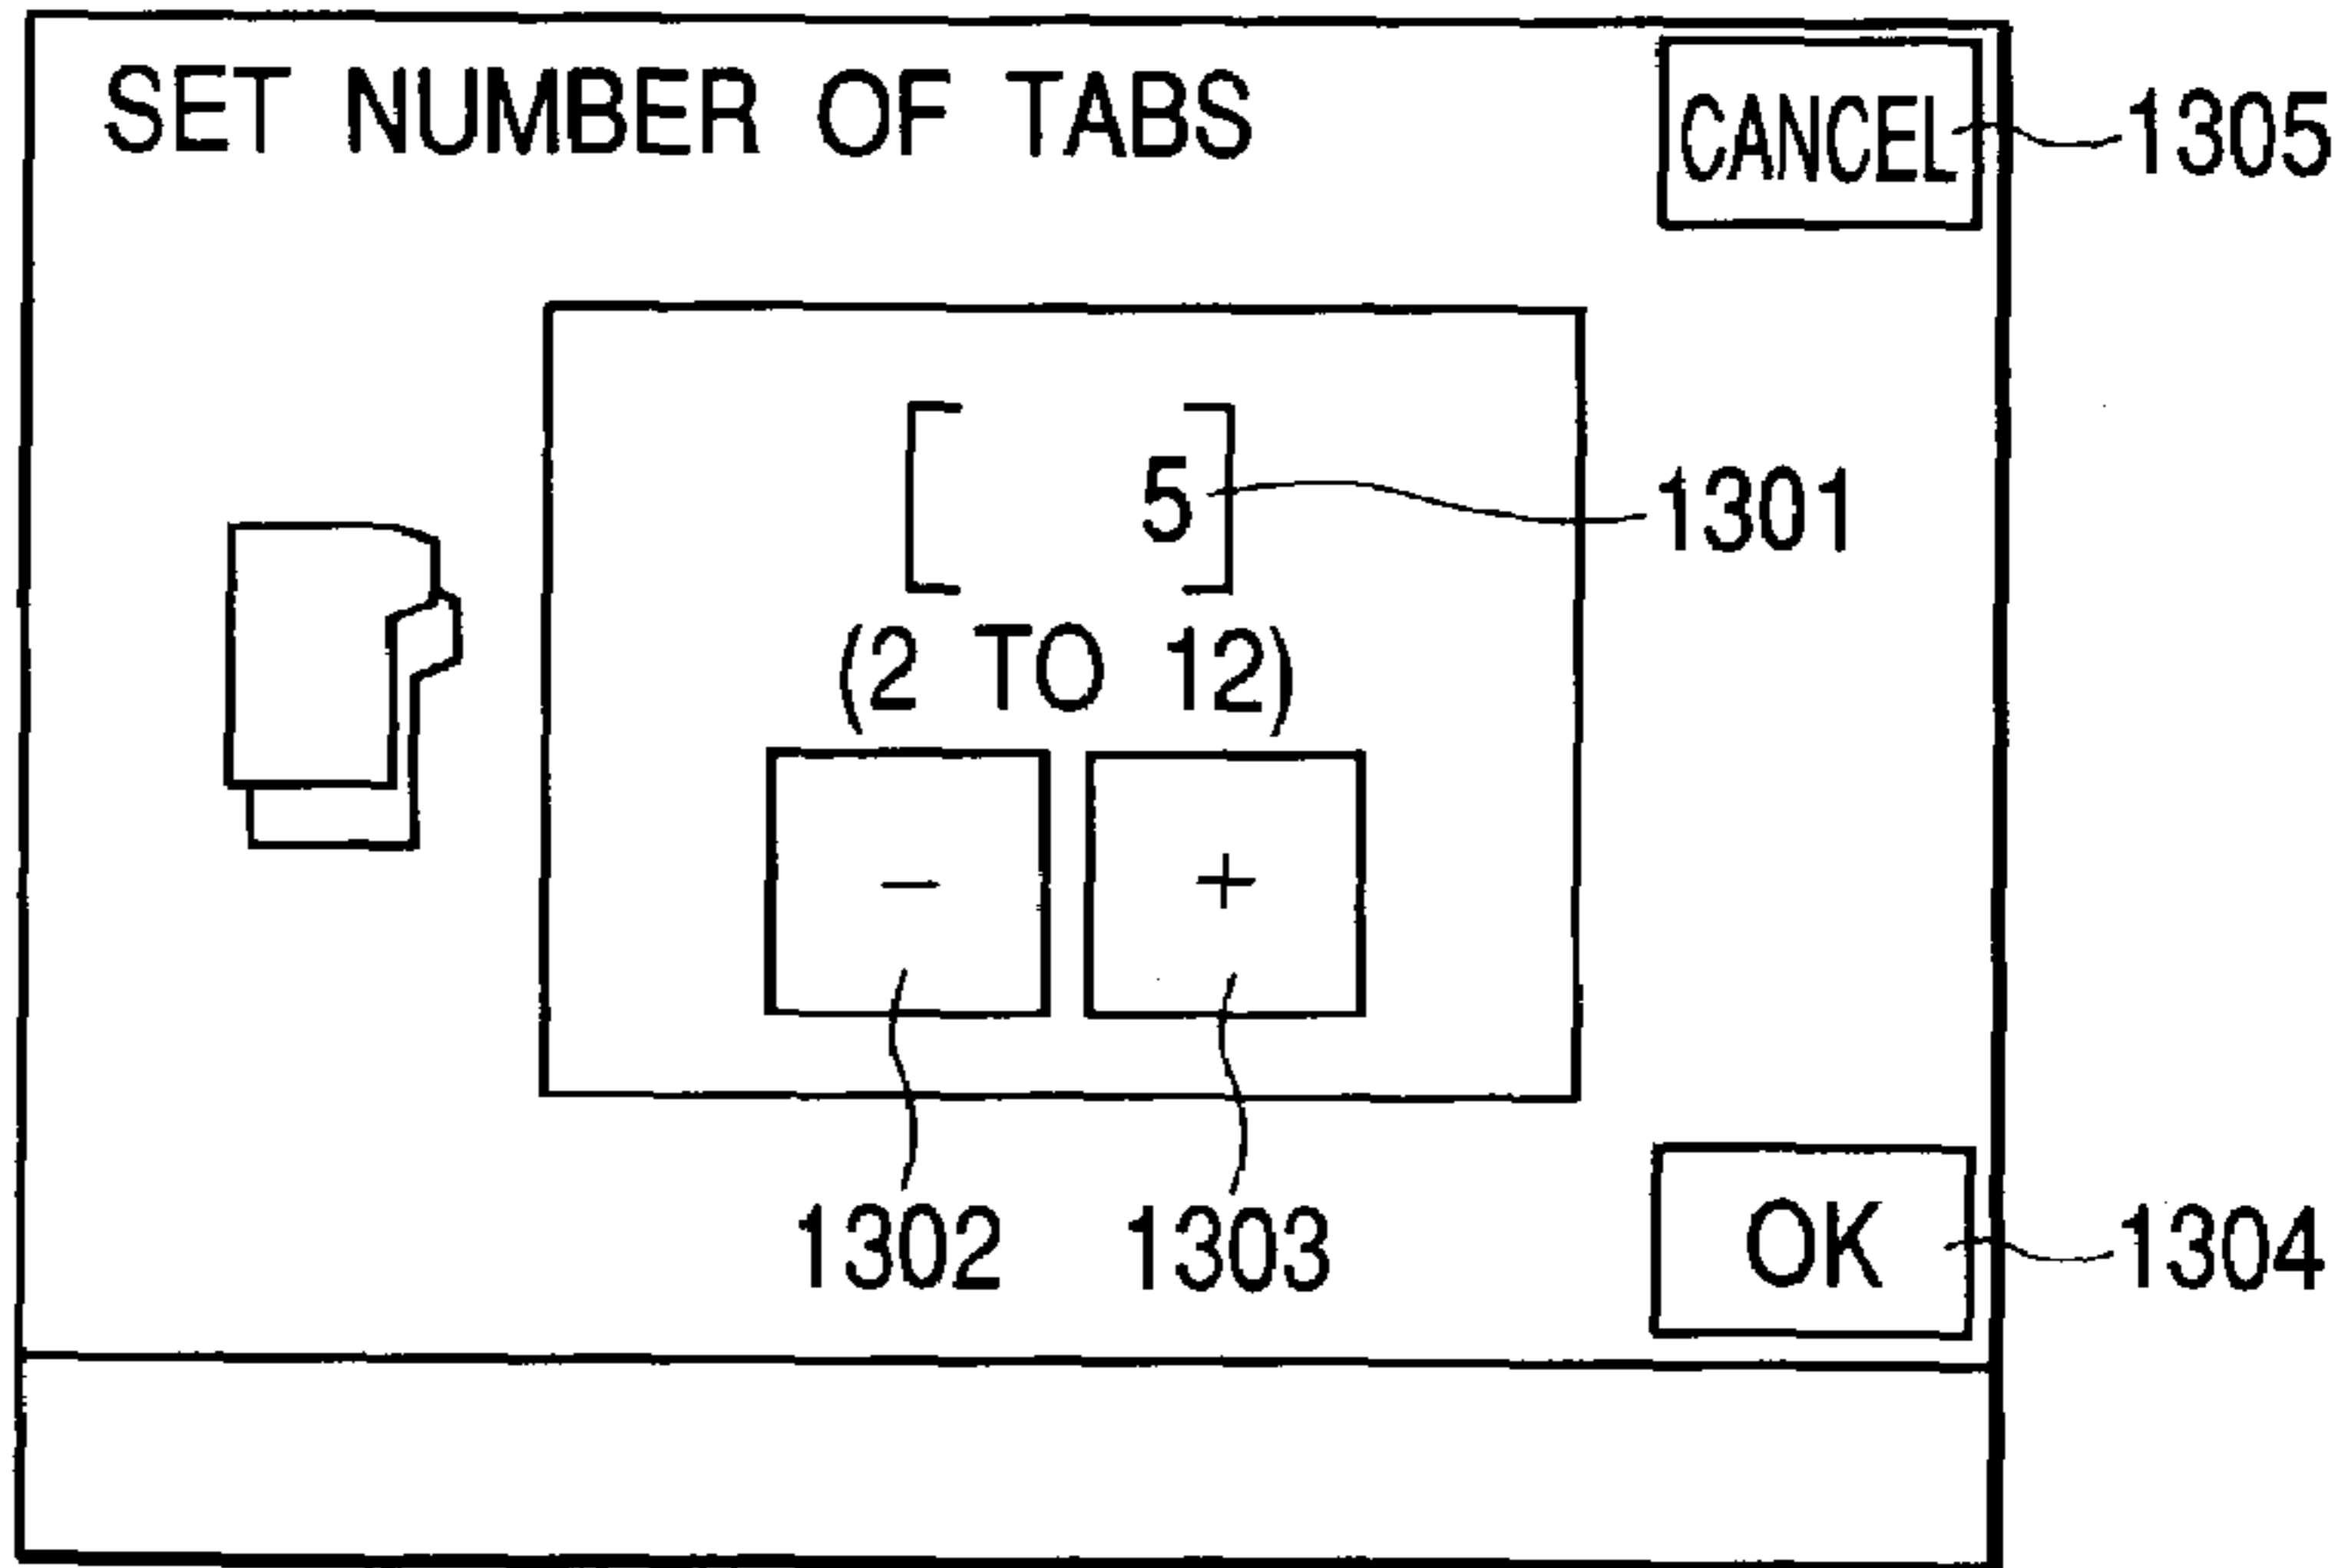 SET NUMBER OF TABS
CANCEL
1305
5
1301
(2 TO 12)
－
+
1302
1303
OK
1304